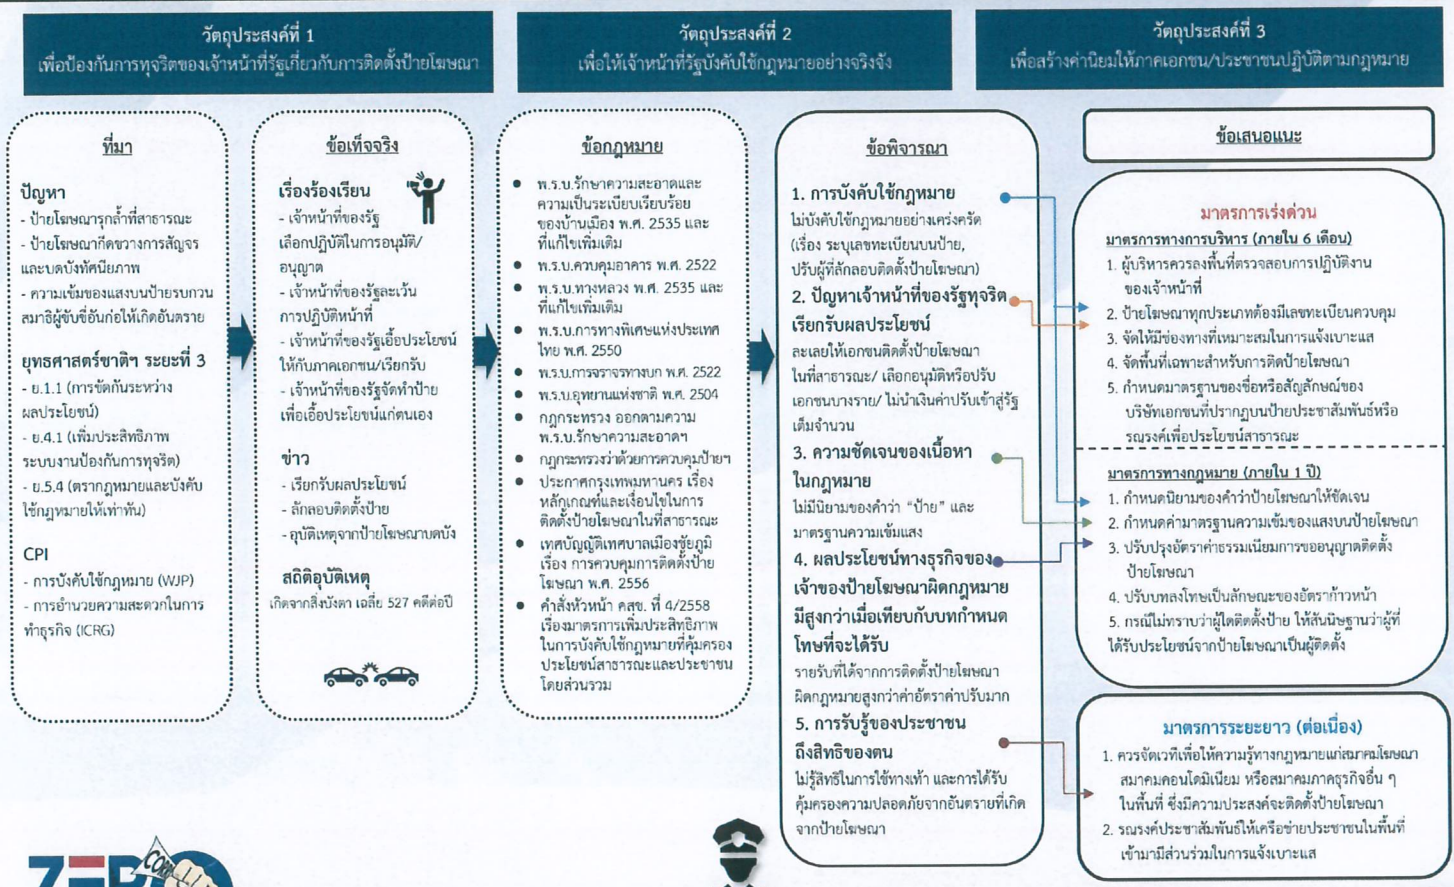 วัตถุประสงค์ที่ 1
เพื่อป้องกันการทุจริตของเจ้าหน้าที่รัฐเกี่ยวกับการติดตั้งป้ายโฆษณา
วัตถุประสงค์ที่ 2
เพื่อให้เจ้าหน้าที่รัฐบังคับใช้กฎหมายอย่างจริงจัง
วัตถุประสงค์ที่ 3
เพื่อสร้างค่านิยมให้ภาคเอกชน/ประชาชนปฏิบัติตามกฎหมาย
ที่มา
ปัญหา
- ป้ายโฆษณารุกล้ำที่สาธารณะ
- ป้ายโฆษณากีดขวางการสัญจร
และบดบังทัศนียภาพ
- ความเข้มของแสงบนป้ายรบกวน
สมาธิผู้ขับขี่อันก่อให้เกิดอันตราย
ยุทธศาสตร์ชาติฯ ระยะที่ 3
- ย.1.1 (การขัดกันระหว่าง
ผลประโยชน์)
- ย.4.1 (เพิ่มประสิทธิภาพ
ระบบงานป้องกันการทุจริต)
- ย.5.4 (ตรากฎหมายและบังคับ
ใช้กฎหมายให้เท่าทัน)
CPI
- การบังคับใช้กฎหมาย (WJP)
- การอำนวยความสะดวกในการ
ทำธุรกิจ (ICRG)
ข้อเท็จจริง
เรื่องร้องเรียน
- เจ้าหน้าที่ของรัฐ
เลือกปฏิบัติในการอนุมัติ/
อนุญาต
- เจ้าหน้าที่ของรัฐละเว้น
การปฏิบัติหน้าที่
- เจ้าหน้าที่ของรัฐเอื้อประโยชน์
ให้กับภาคเอกชน/เรียกรับ
- เจ้าหน้าที่ของรัฐจัดทำป้าย
เพื่อเอื้อประโยชน์แก่ตนเอง
ข่าว
- เรียกรับผลประโยชน์
- ลักลอบติดตั้งป้าย
- อุบัติเหตุจากป้ายโฆษณาบดบัง
สถิติอุบัติเหตุ
เกิดจากสิ่งบังตา เฉลี่ย 527 คดีต่อปี
ข้อกฎหมาย
● พ.ร.บ.รักษาความสะอาดและ
ความเป็นระเบียบเรียบร้อย
ของบ้านเมือง พ.ศ. 2535 และ
ที่แก้ไขเพิ่มเติม
● พ.ร.บ.ควบคุมอาคาร พ.ศ. 2522
● พ.ร.บ.ทางหลวง พ.ศ. 2535 และ
ที่แก้ไขเพิ่มเติม
● พ.ร.บ.การทางพิเศษแห่งประเทศ
ไทย พ.ศ. 2550
● พ.ร.บ.การจราจรทางบก พ.ศ. 2522
● พ.ร.บ.อุทยานแห่งชาติ พ.ศ. 2504
● กฎกระทรวง ออกตามความ
พ.ร.บ.รักษาความสะอาดฯ
● กฎกระทรวงว่าด้วยการควบคุมป้ายฯ
● ประกาศกรุงเทพมหานคร เรื่อง
หลักเกณฑ์และเงื่อนไขในการ
ติดตั้งป้ายโฆษณาในที่สาธารณะ
● เทศบัญญัติเทศบาลเมืองชัยภูมิ
เรื่อง การควบคุมการติดตั้งป้าย
โฆษณา พ.ศ. 2556
● คำสั่งหัวหน้า คสช. ที่ 4/2558
เรื่องมาตรการเพิ่มประสิทธิภาพ
ในการบังคับใช้กฎหมายที่คุ้มครอง
ประโยชน์สาธารณะและประชาชน
โดยส่วนรวม
ข้อพิจารณา
1. การบังคับใช้กฎหมาย
ไม่บังคับใช้กฎหมายอย่างเคร่งครัด
(เรื่อง ระบุเลขทะเบียนบนป้าย,
ปรับผู้ที่ลักลอบติดตั้งป้ายโฆษณา)
2. ปัญหาเจ้าหน้าที่ของรัฐทุจริต
เรียกรับผลประโยชน์
ละเลยให้เอกชนติดตั้งป้ายโฆษณา
ในที่สาธารณะ/ เลือกอนุมัติหรือปรับ
เอกชนบางราย/ ไม่นำเงินค่าปรับเข้าสู่รัฐ
เต็มจำนวน
3. ความชัดเจนของเนื้อหา
ในกฎหมาย
ไม่มีนิยามของคำว่า “ป้าย” และ
มาตรฐานความเข้มแสง
4. ผลประโยชน์ทางธุรกิจของ
เจ้าของป้ายโฆษณาผิดกฎหมาย
มีสูงกว่าเมื่อเทียบกับบทกำหนด
โทษที่จะได้รับ
รายรับที่ได้จากการติดตั้งป้ายโฆษณา
ผิดกฎหมายสูงกว่าค่าอัตราค่าปรับมาก
5. การรับรู้ของประชาชน
ถึงสิทธิของตน
ไม่รู้สิทธิในการใช้ทางเท้า และการได้รับ
คุ้มครองความปลอดภัยจากอันตรายที่เกิด
จากป้ายโฆษณา
ข้อเสนอแนะ
มาตรการเร่งด่วน
มาตรการทางการบริหาร (ภายใน 6 เดือน)
1. ผู้บริหารควรลงพื้นที่ตรวจสอบการปฏิบัติงาน
ของเจ้าหน้าที่
2. ป้ายโฆษณาทุกประเภทต้องมีเลขทะเบียนควบคุม
3. จัดให้มีช่องทางที่เหมาะสมในการแจ้งเบาะแส
4. จัดพื้นที่เฉพาะสำหรับการติดป้ายโฆษณา
5. กำหนดมาตรฐานของชื่อหรือสัญลักษณ์ของ
บริษัทเอกชนที่ปรากฏบนป้ายประชาสัมพันธ์หรือ
รณรงค์เพื่อประโยชน์สาธารณะ
มาตรการทางกฎหมาย (ภายใน 1 ปี)
1. กำหนดนิยามของคำว่าป้ายโฆษณาให้ชัดเจน
2. กำหนดค่ามาตรฐานความเข้มของแสงบนป้ายโฆษณา
3. ปรับปรุงอัตราค่าธรรมเนียมการขออนุญาตติดตั้ง
ป้ายโฆษณา
4. ปรับบทลงโทษเป็นลักษณะของอัตราก้าวหน้า
5. กรณีไม่ทราบว่าผู้ใดติดตั้งป้าย ให้สันนิษฐานว่าผู้ที่
ได้รับประโยชน์จากป้ายโฆษณาเป็นผู้ติดตั้ง
มาตรการระยะยาว (ต่อเนื่อง)
1. ควรจัดเวทีเพื่อให้ความรู้ทางกฎหมายแก่สมาคมโฆษณา
สมาคมคอนโดมิเนียม หรือสมาคมภาคธุรกิจอื่น ๆ
ในพื้นที่ ซึ่งมีความประสงค์จะติดตั้งป้ายโฆษณา
2. รณรงค์ประชาสัมพันธ์ให้เครือข่ายประชาชนในพื้นที่
เข้ามามีส่วนร่วมในการแจ้งเบาะแส
ZERO